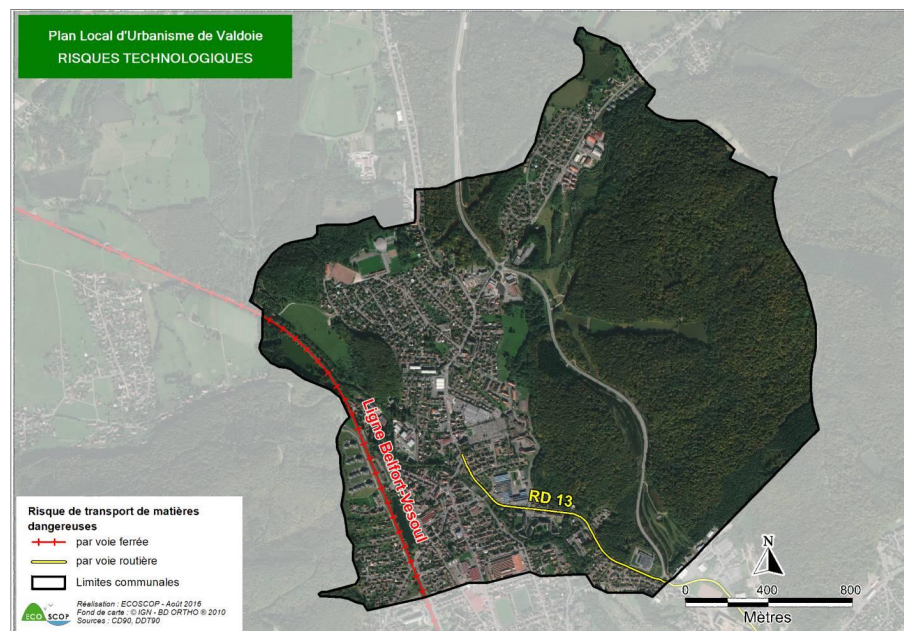 Plan Local d'Urbanisme de Valdoie
RISQUES TECHNOLOGIQUES
Ligne Belfort-Vesoul
RD 13
Risque de transport de matières
dangereuses
par voie ferrée
par voie routière
Limites communales
ECO SCOP
Réalisation : ECOSCOP - Août 2016
Fond de carte : © IGN - BD ORTHO ® 2010
Sources : CD90, DDT90
N
0 400 800
Mètres